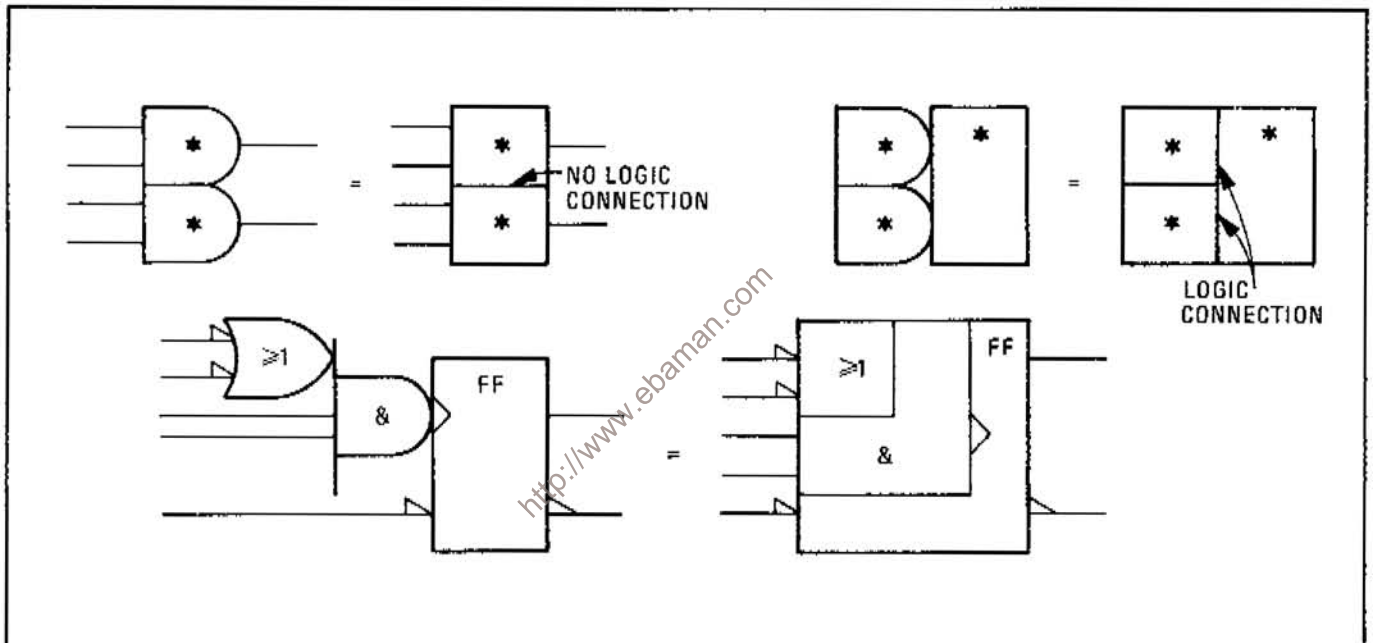 * = * NO LOGIC
CONNECTION
* *
* * = * *
* *
LOGIC
CONNECTION
≥1 FF
&
= ≥1 FF
&
http://www.ebaman.com